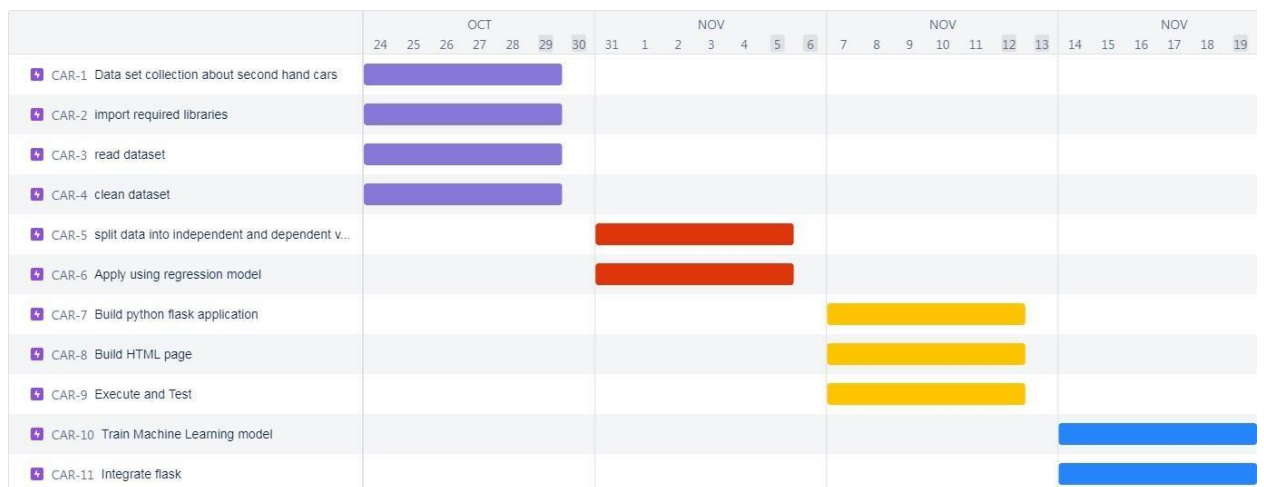 OCT NOV NOV NOV
24 25 26 27 28 29 30 31 1 2 3 4 5 6 7 8 9 10 11 12 13 14 15 16 17 18 19
CAR-1 Data set collection about second hand cars
CAR-2 import required libraries
CAR-3 read dataset
CAR-4 clean dataset
CAR-5 split data into independent and dependent v...
CAR-6 Apply using regression model
CAR-7 Build python flask application
CAR-8 Build HTML page
CAR-9 Execute and Test
CAR-10 Train Machine Learning model
CAR-11 Integrate flask